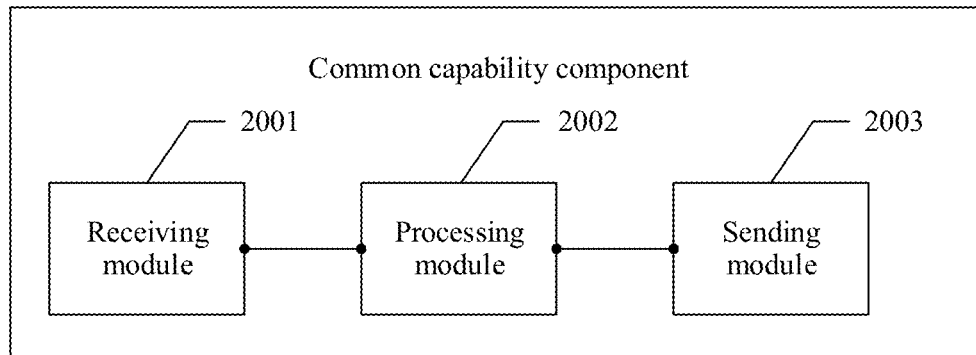 Common capability component
2001
2002
2003
Receiving
module
Processing
module
Sending
module